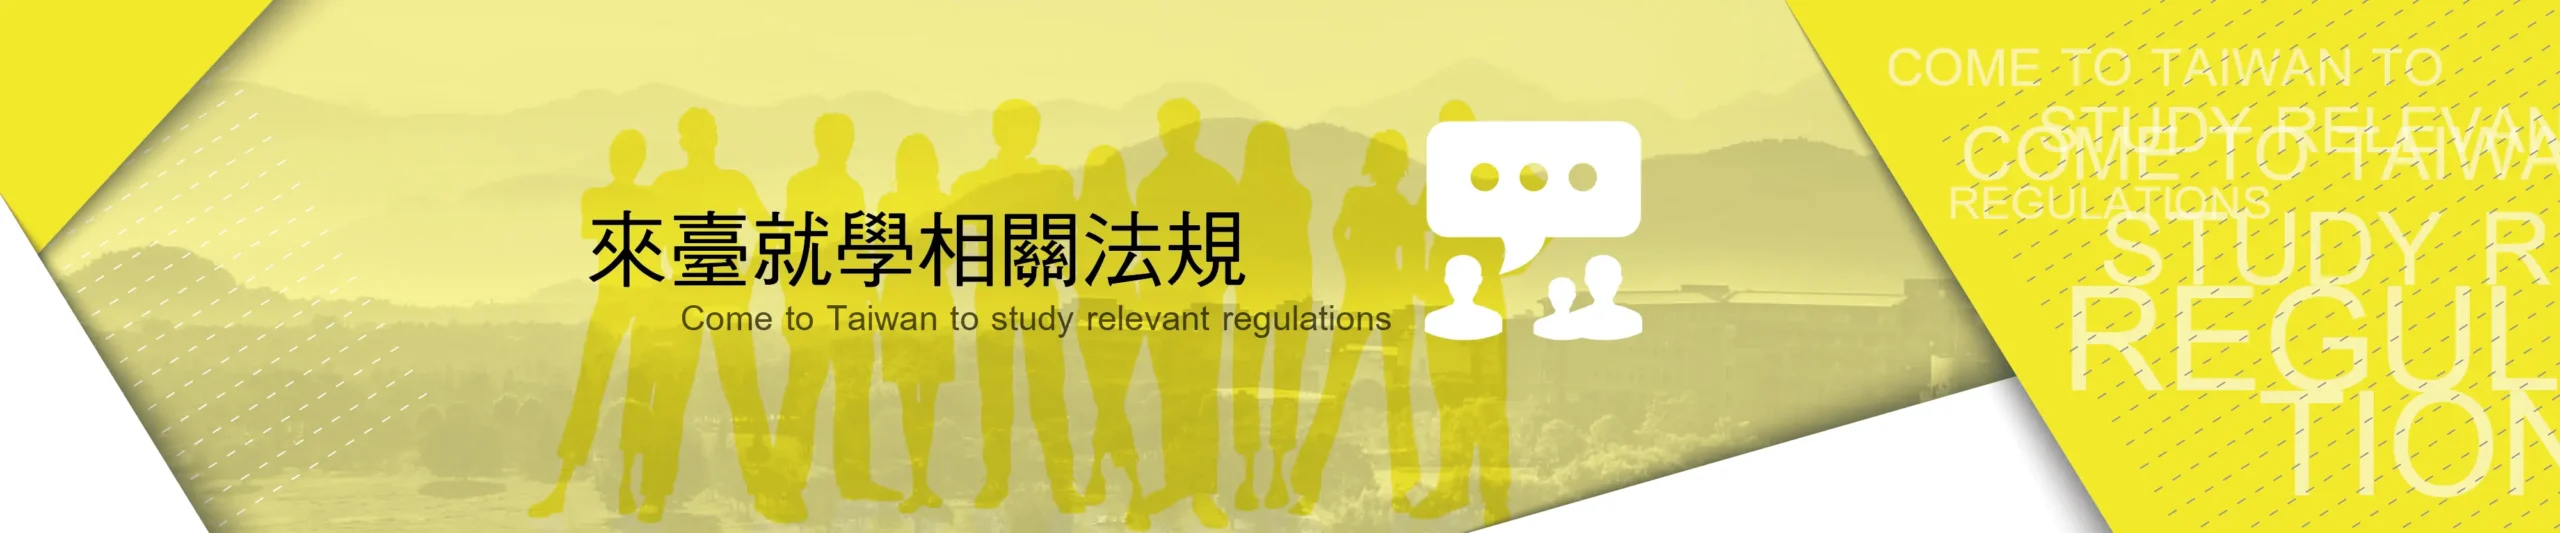 來臺就學相關法規
Come to Taiwan to study relevant regulations
COME TO TAIWAN TO
STUDY RELEVAN
REGULATIONS
COME TO TAIWA
STUDY R
REGUL
TION